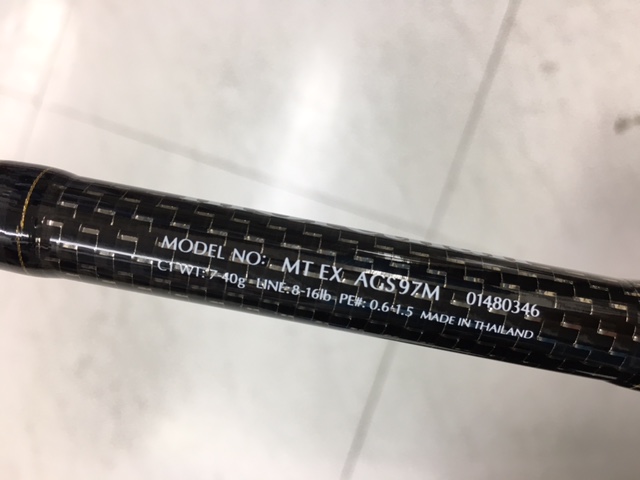 MODEL NO: MT EX AGS97M 01480346
C1 WT: 7-40g LINE: 8-16lb PE#: 0.6-1.5 MADE IN THAILAND